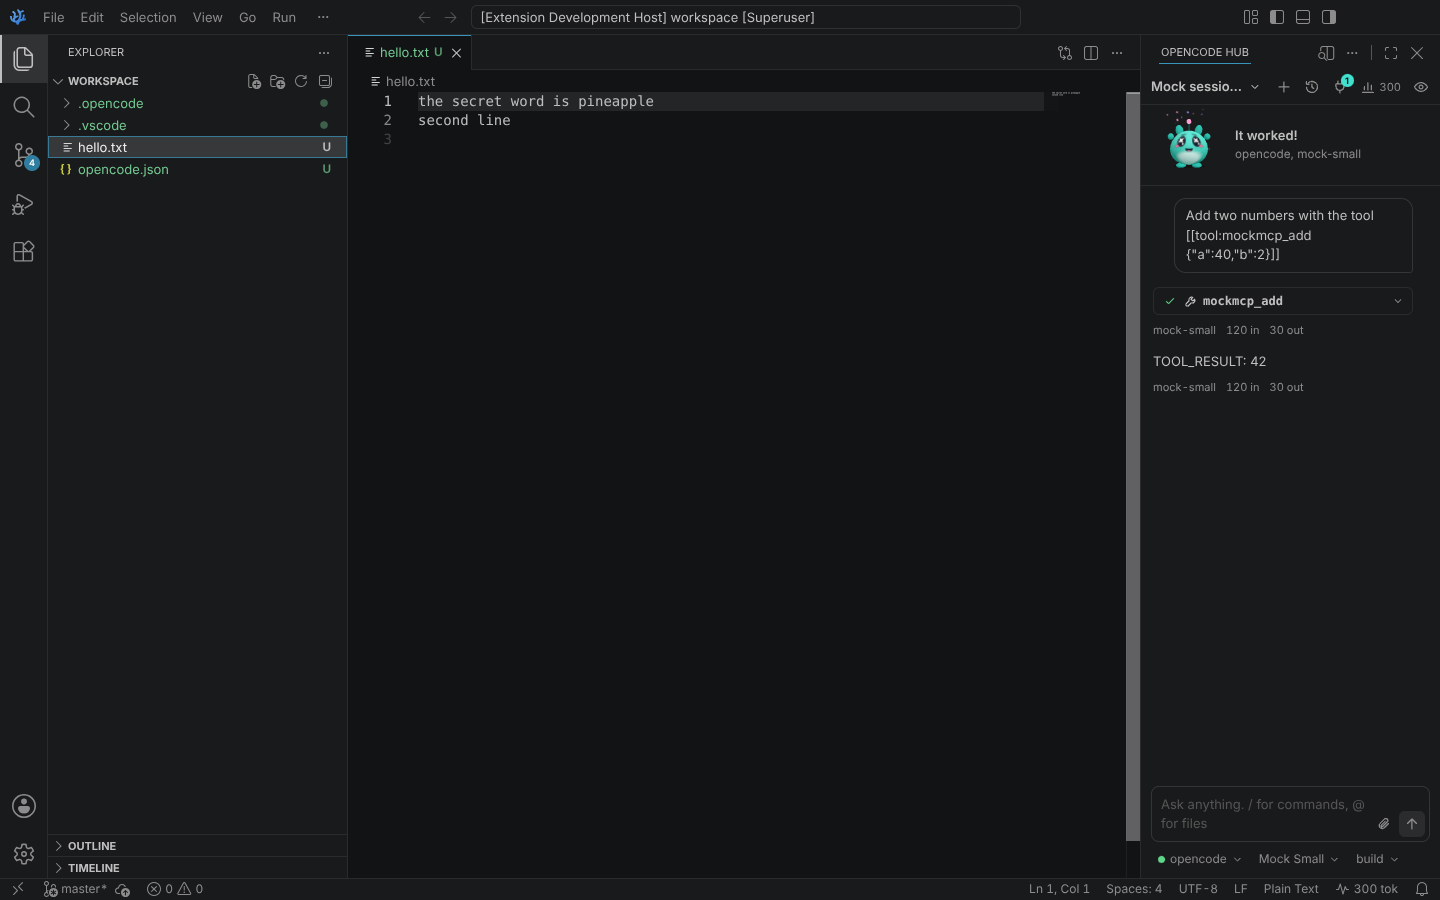 File Edit Selection View Go Run
[Extension Development Host] workspace [Superuser]
EXPLORER
WORKSPACE
.opencode
.vscode
hello.txt U
opencode.json U
4
OUTLINE
TIMELINE
hello.txt U
hello.txt
1 the secret word is pineapple
2 second line
3
OPENCODE HUB
Mock sessio... 1 300
It worked!
opencode, mock-small
Add two numbers with the tool
[[tool:mockmcp_add
{"a":40,"b":2}]]
mockmcp_add
mock-small 120 in 30 out
TOOL_RESULT: 42
mock-small 120 in 30 out
Ask anything. / for commands, @
for files
opencode Mock Small build
master* 0 0 Ln 1, Col 1 Spaces: 4 UTF-8 LF Plain Text 300 tok